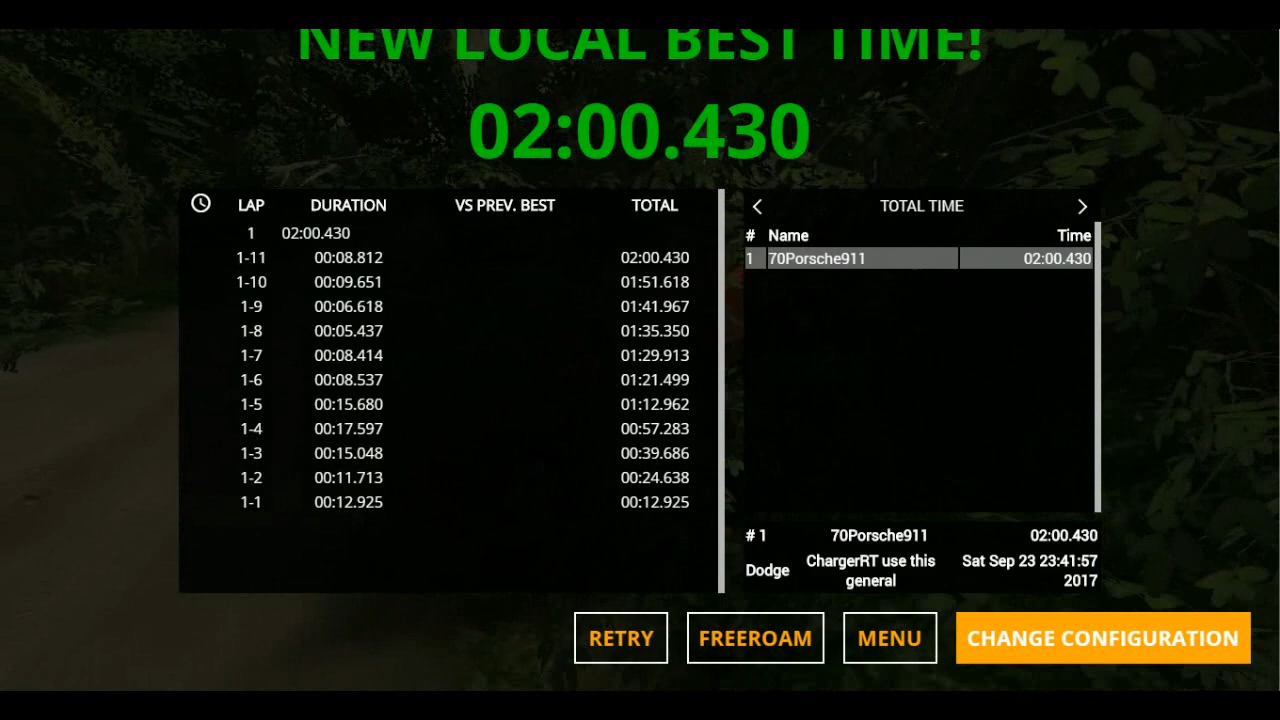 NEW LOCAL BEST TIME!
02:00.430
LAP DURATION VS PREV. BEST TOTAL
1 02:00.430
1-11 00:08.812 02:00.430
1-10 00:09.651 01:51.618
1-9 00:06.618 01:41.967
1-8 00:05.437 01:35.350
1-7 00:08.414 01:29.913
1-6 00:08.537 01:21.499
1-5 00:15.680 01:12.962
1-4 00:17.597 00:57.283
1-3 00:15.048 00:39.686
1-2 00:11.713 00:24.638
1-1 00:12.925 00:12.925
TOTAL TIME
# Name Time
1 70Porsche911 02:00.430
# 1 70Porsche911 02:00.430
Dodge ChargerRT use this general Sat Sep 23 23:41:57 2017
RETRY FREEROAM MENU CHANGE CONFIGURATION